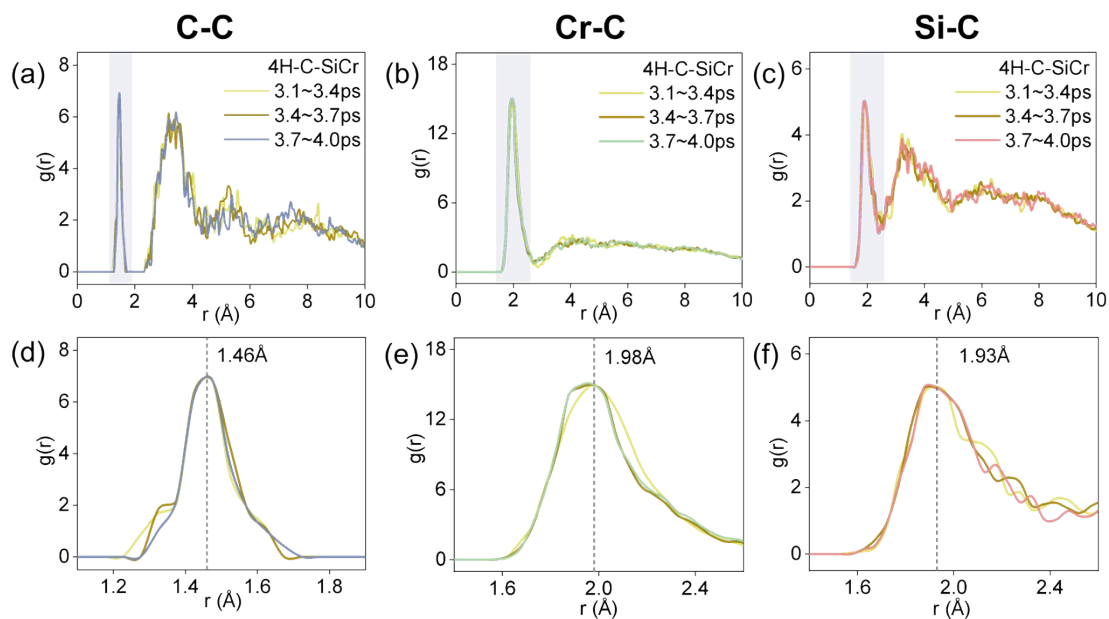 C-C
Cr-C
Si-C
(a)
8
6
4
2
0
g(r)
0
2
4
6
8
10
r (Å)
4H-C-SiCr
3.1~3.4ps
3.4~3.7ps
3.7~4.0ps
(b)
18
15
12
9
6
3
0
g(r)
0
2
4
6
8
10
r (Å)
4H-C-SiCr
3.1~3.4ps
3.4~3.7ps
3.7~4.0ps
(c)
6
4
2
0
g(r)
0
2
4
6
8
10
r (Å)
4H-C-SiCr
3.1~3.4ps
3.4~3.7ps
3.7~4.0ps
(d)
8
6
4
2
0
g(r)
1.2
1.4
1.6
1.8
r (Å)
1.46Å
(e)
18
12
6
0
g(r)
1.6
2.0
2.4
r (Å)
1.98Å
(f)
6
4
2
0
g(r)
1.6
2.0
2.4
r (Å)
1.93Å